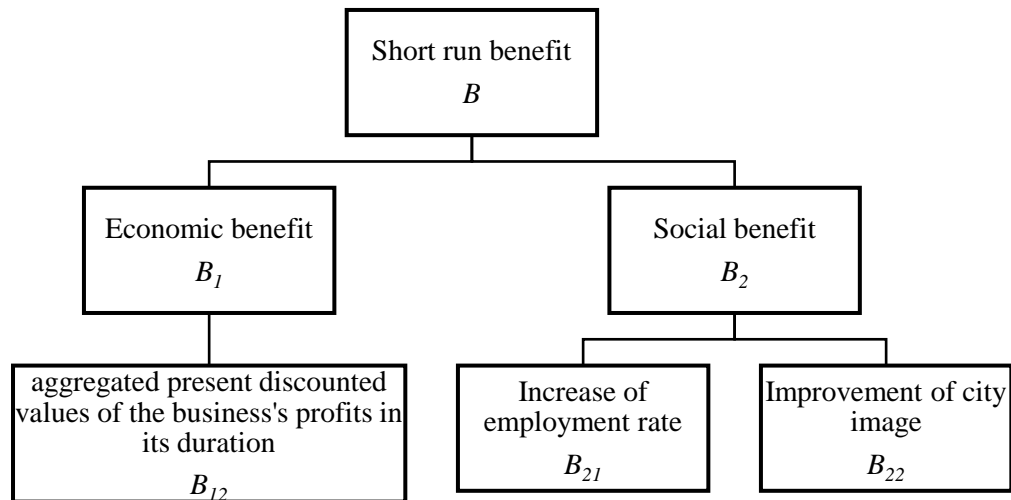 Short run benefit
B
Economic benefit
B₁
Social benefit
B₂
aggregated present discounted
values of the business's profits in
its duration
B₁₂
Increase of
employment rate
B₂₁
Improvement of city
image
B₂₂